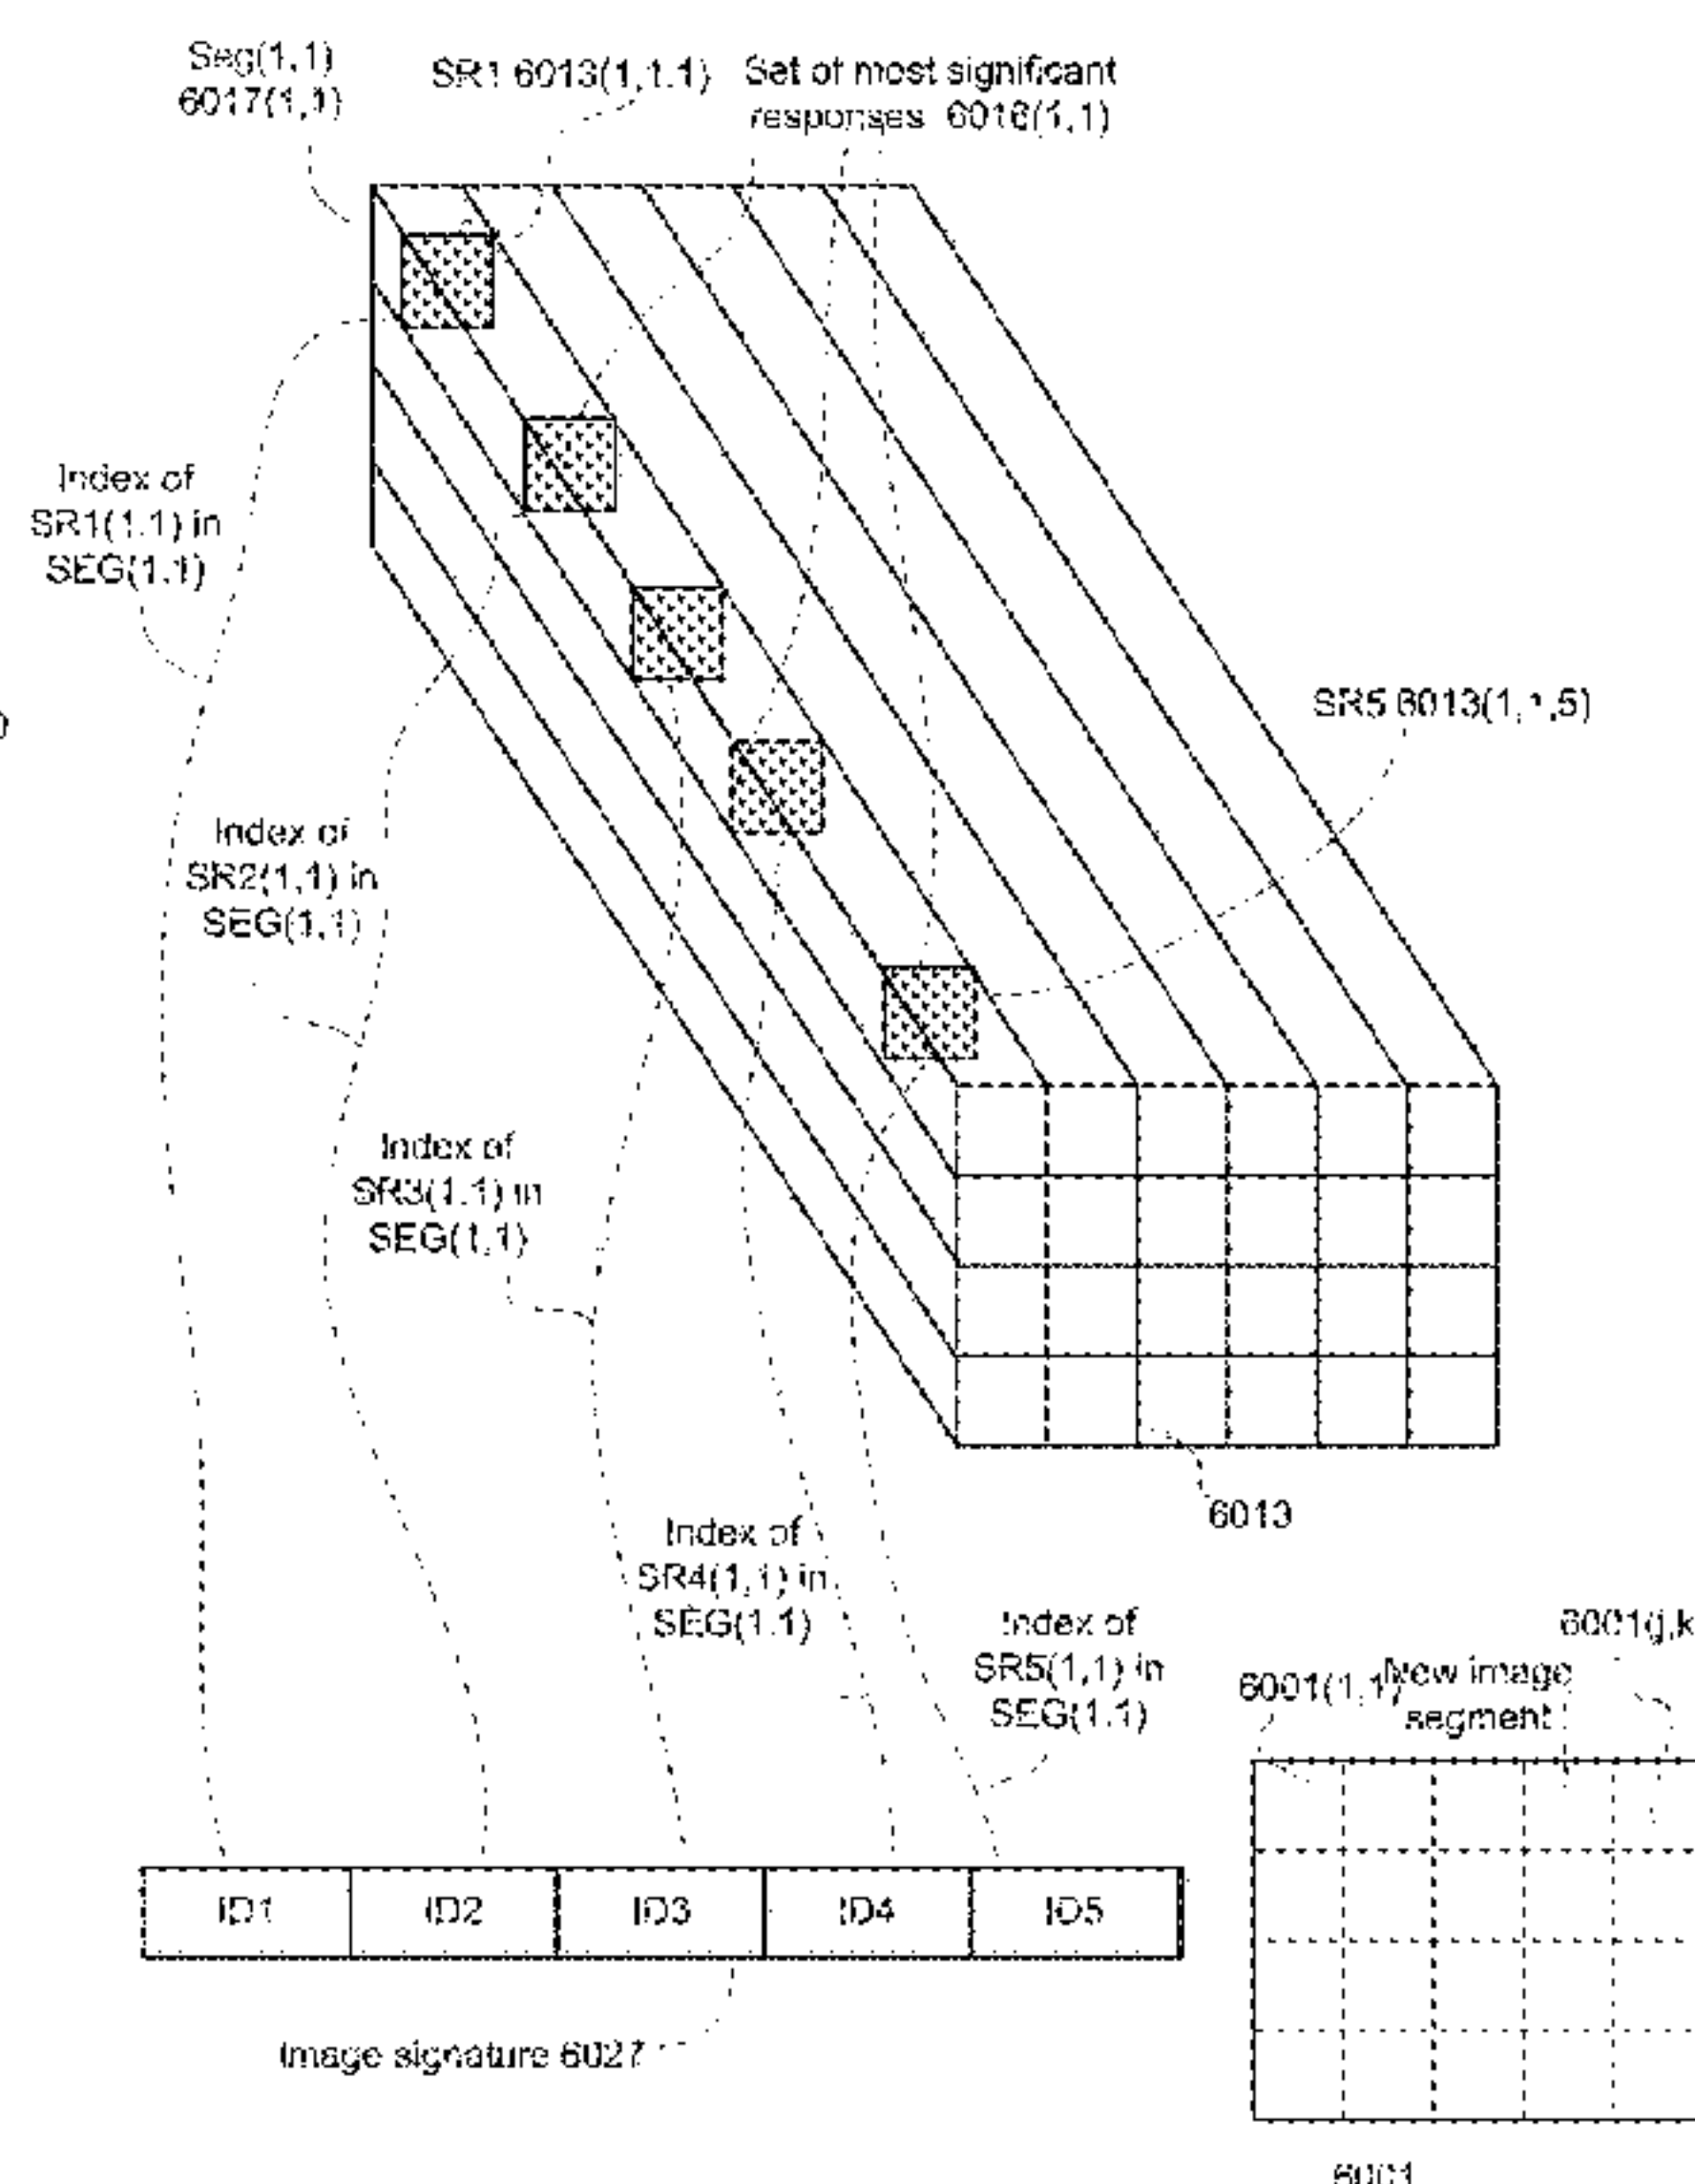 Seg(1,1)
6017(1,1)
SR1 6013(1,1,1)
Set of most significant
responses 6016(1,1)
Index of
SR1(1,1) in
SEG(1,1)
)
SR5 6013(1,1,5)
Index of
SR2(1,1) in
SEG(1,1)
Index of
SR3(1,1) in
SEG(1,1)
6013
Index of
SR4(1,1) in
SEG(1,1)
Index of
SR5(1,1) in
SEG(1,1)
6001(j,k
6001(1,1)
New image
segment
ID1 ID2 ID3 ID4 ID5
Image signature 6027
6001